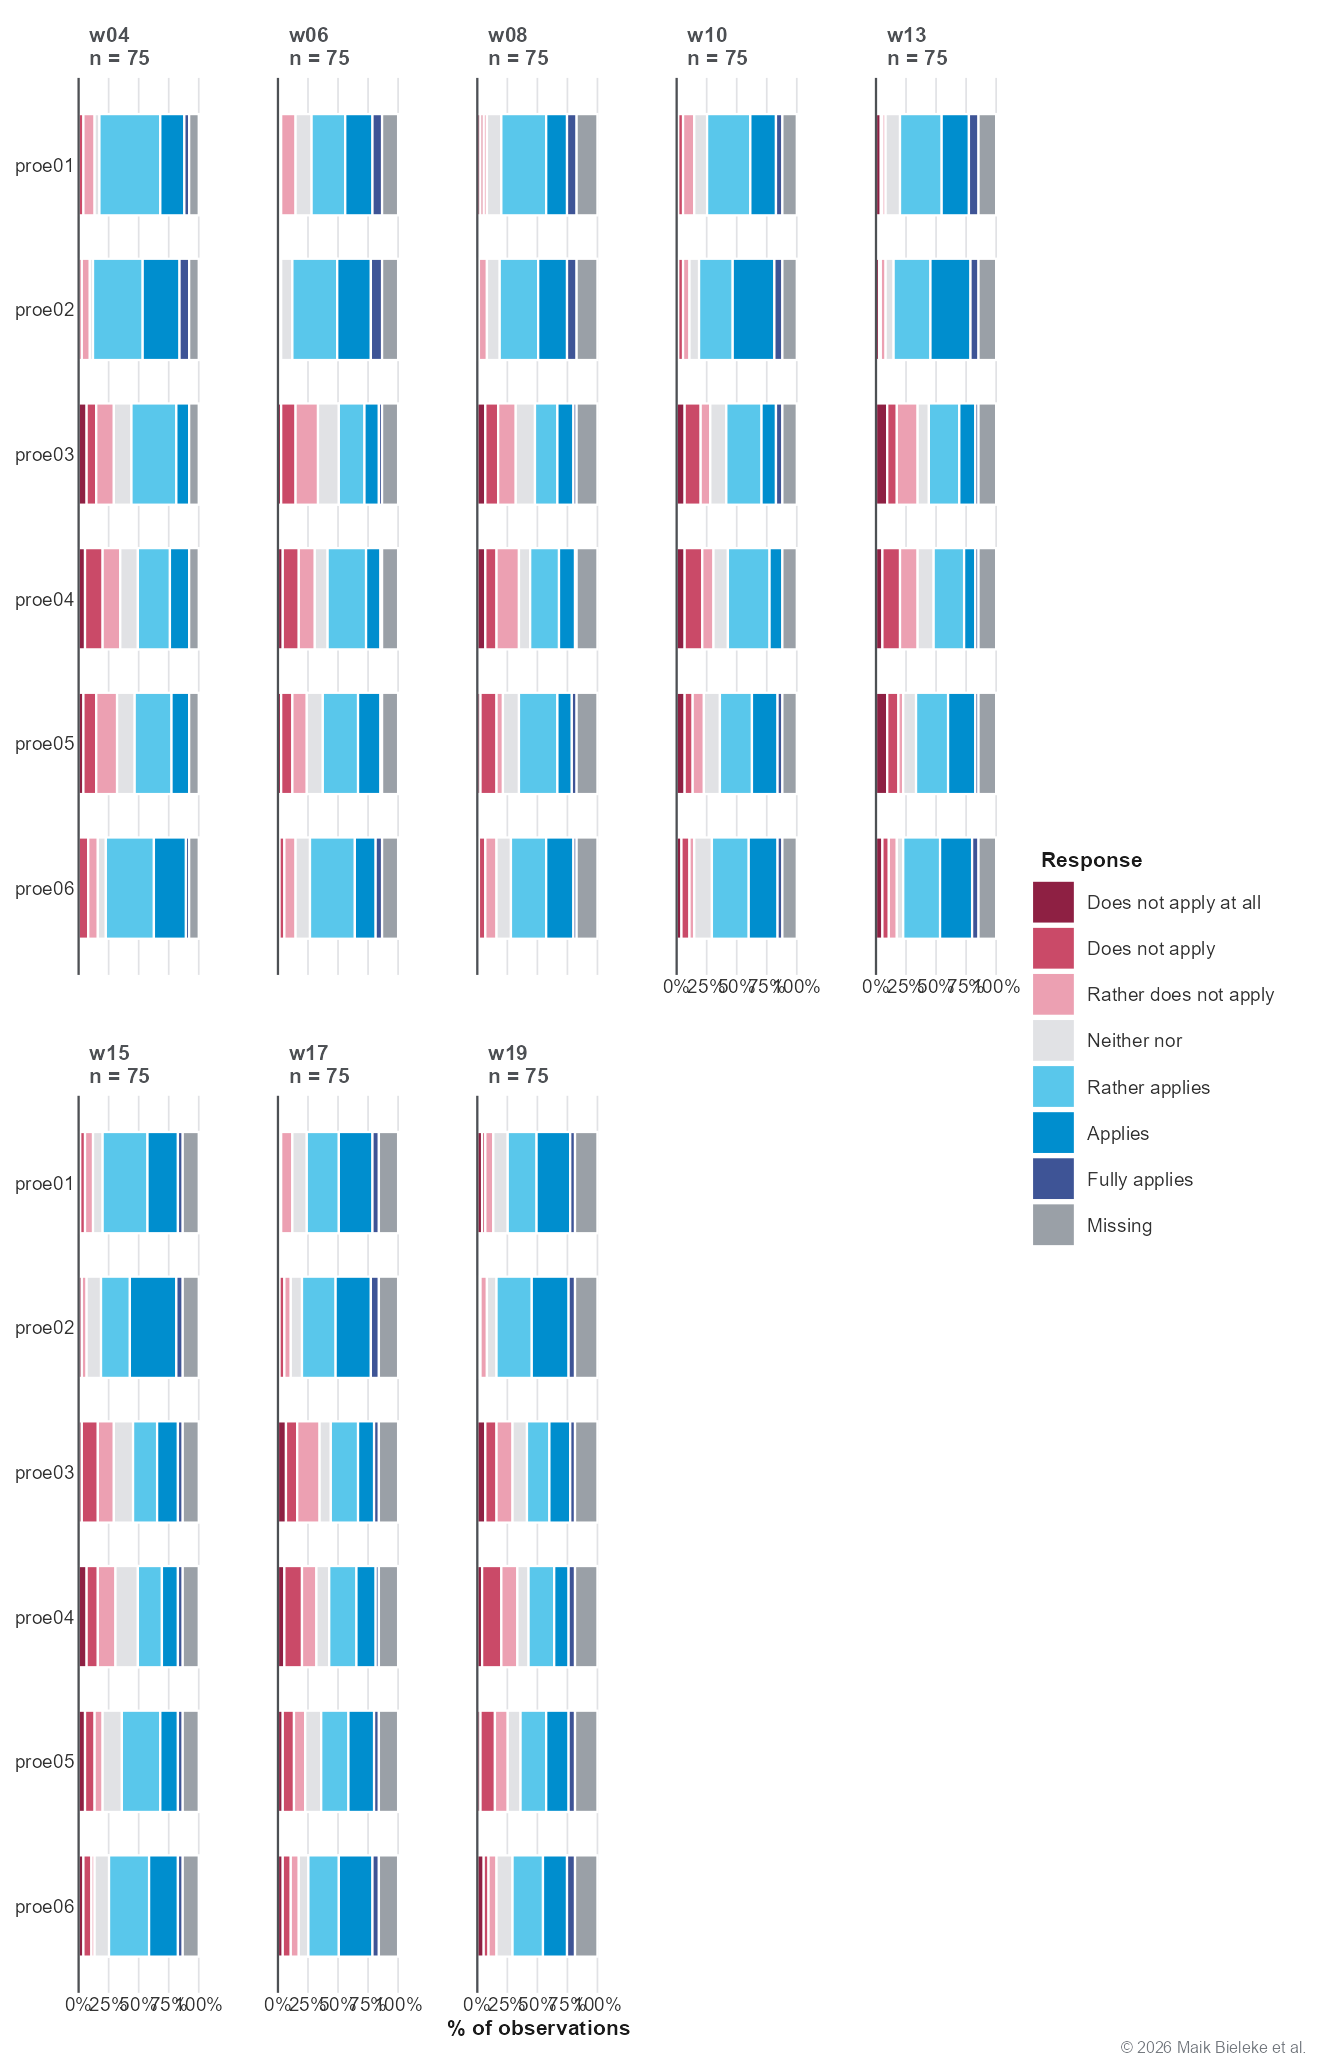 w04 w06 w08 w10 w13
n = 75 n = 75 n = 75 n = 75 n = 75
proe01
proe02
proe03
proe04
proe05
proe06
0% 25% 50% 75% 100% 0% 25% 50% 75% 100%
Response
Does not apply at all
Does not apply
Rather does not apply
Neither nor
Rather applies
Applies
Fully applies
Missing
w15 w17 w19
n = 75 n = 75 n = 75
proe01
proe02
proe03
proe04
proe05
proe06
0% 25% 50% 75% 100% 0% 25% 50% 75% 100% 0% 25% 50% 75% 100%
% of observations
© 2026 Maik Bieleke et al.